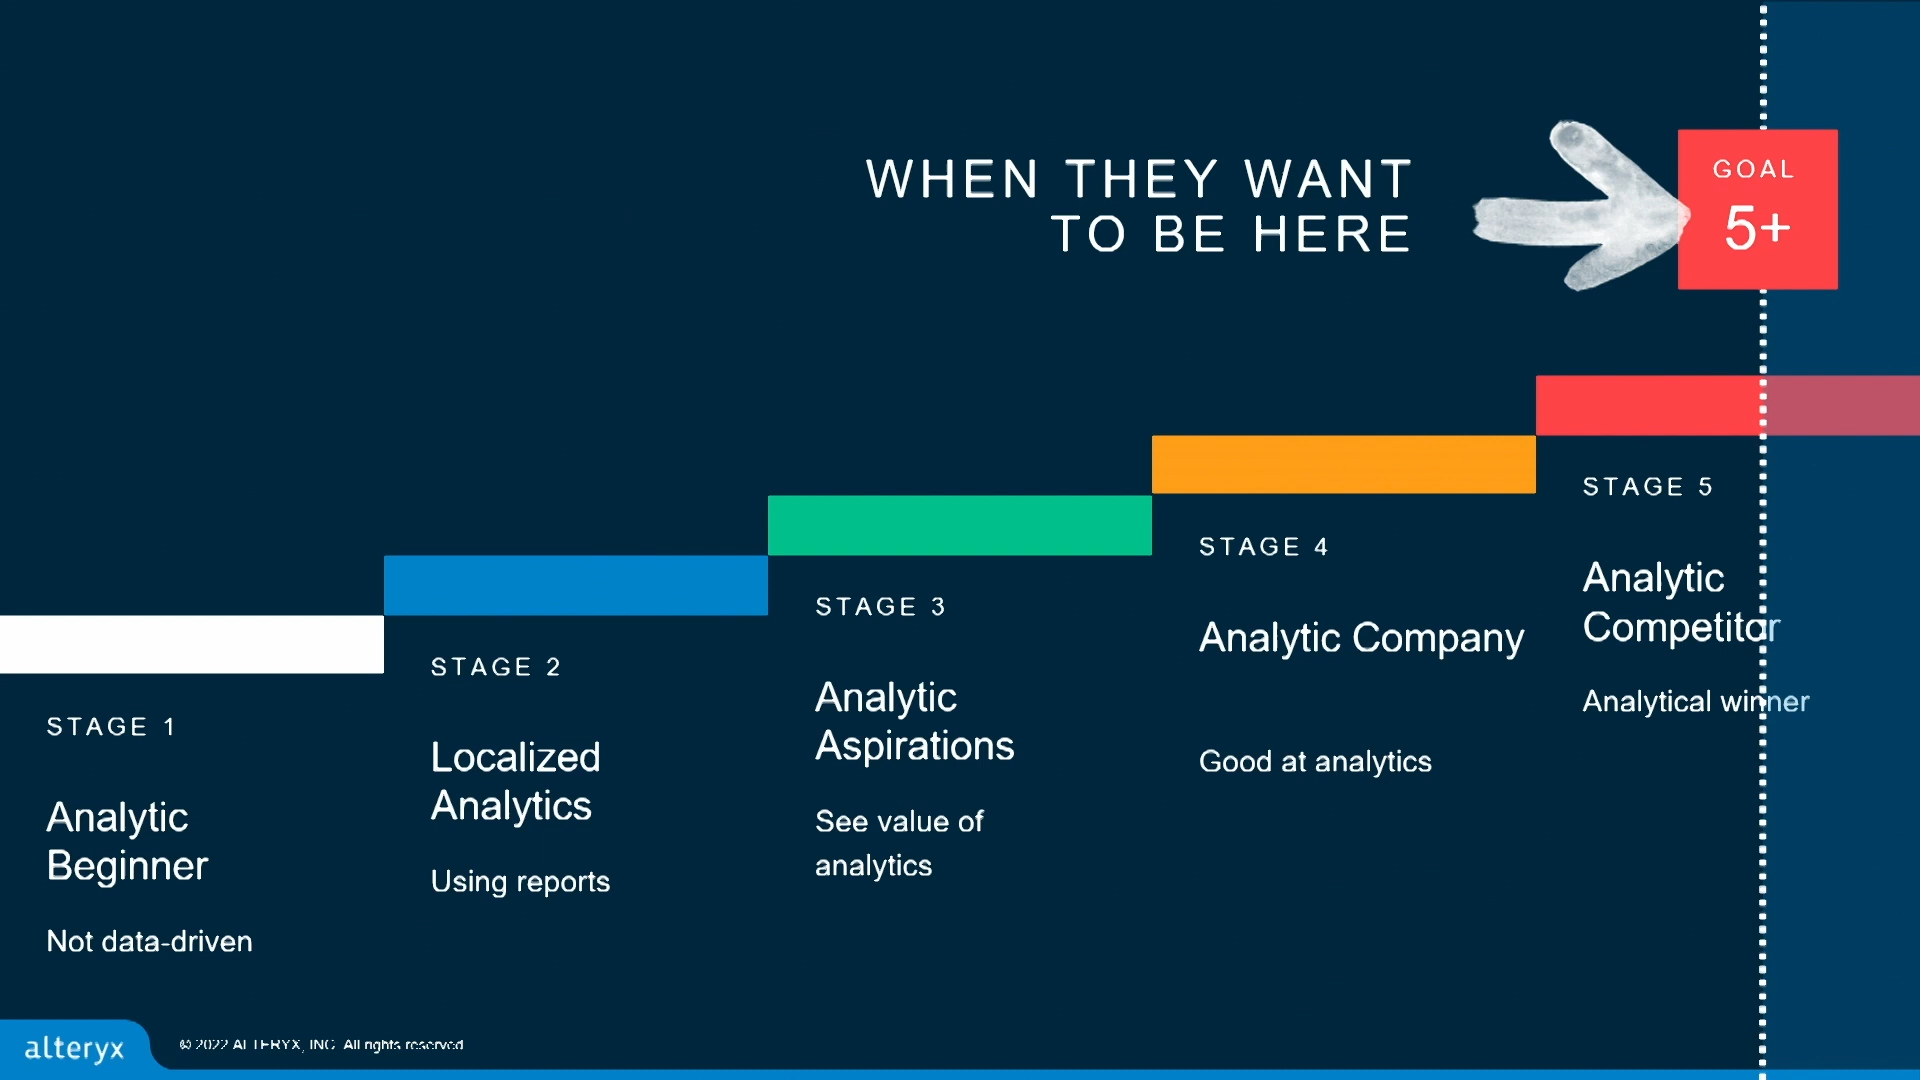 WHEN THEY WANT
TO BE HERE
GOAL
5+
STAGE 5
Analytic
Competitor
Analytical winner
STAGE 4
Analytic Company
Good at analytics
STAGE 3
Analytic
Aspirations
See value of
analytics
STAGE 2
Localized
Analytics
Using reports
STAGE 1
Analytic
Beginner
Not data-driven
alteryx
© 2022 ALTERYX, INC. All rights reserved